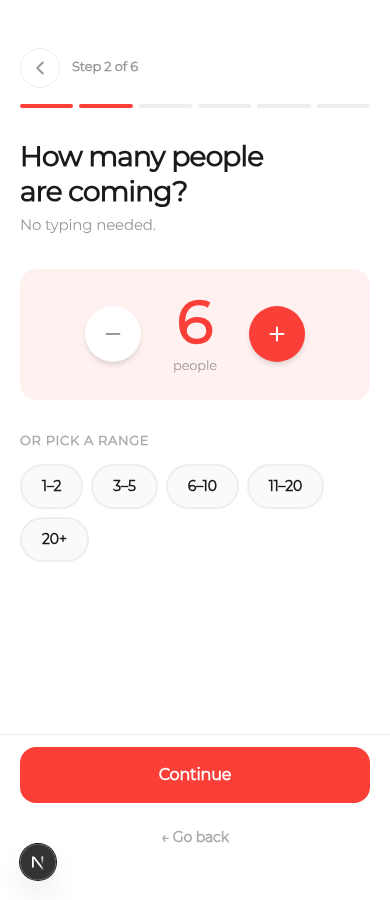 Step 2 of 6
How many people
are coming?
No typing needed.
− 6 +
people
OR PICK A RANGE
1–2 3–5 6–10 11–20
20+
Continue
← Go back
N